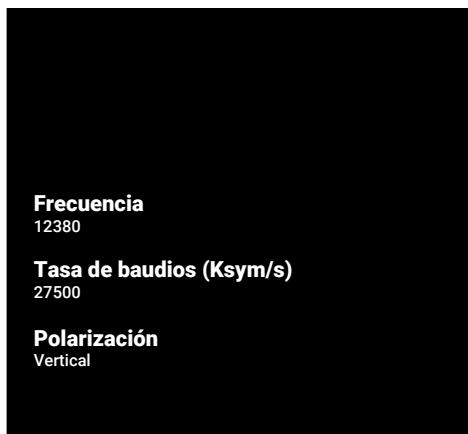 Frecuencia
12380
Tasa de baudios (Ksym/s)
27500
Polarización
Vertical